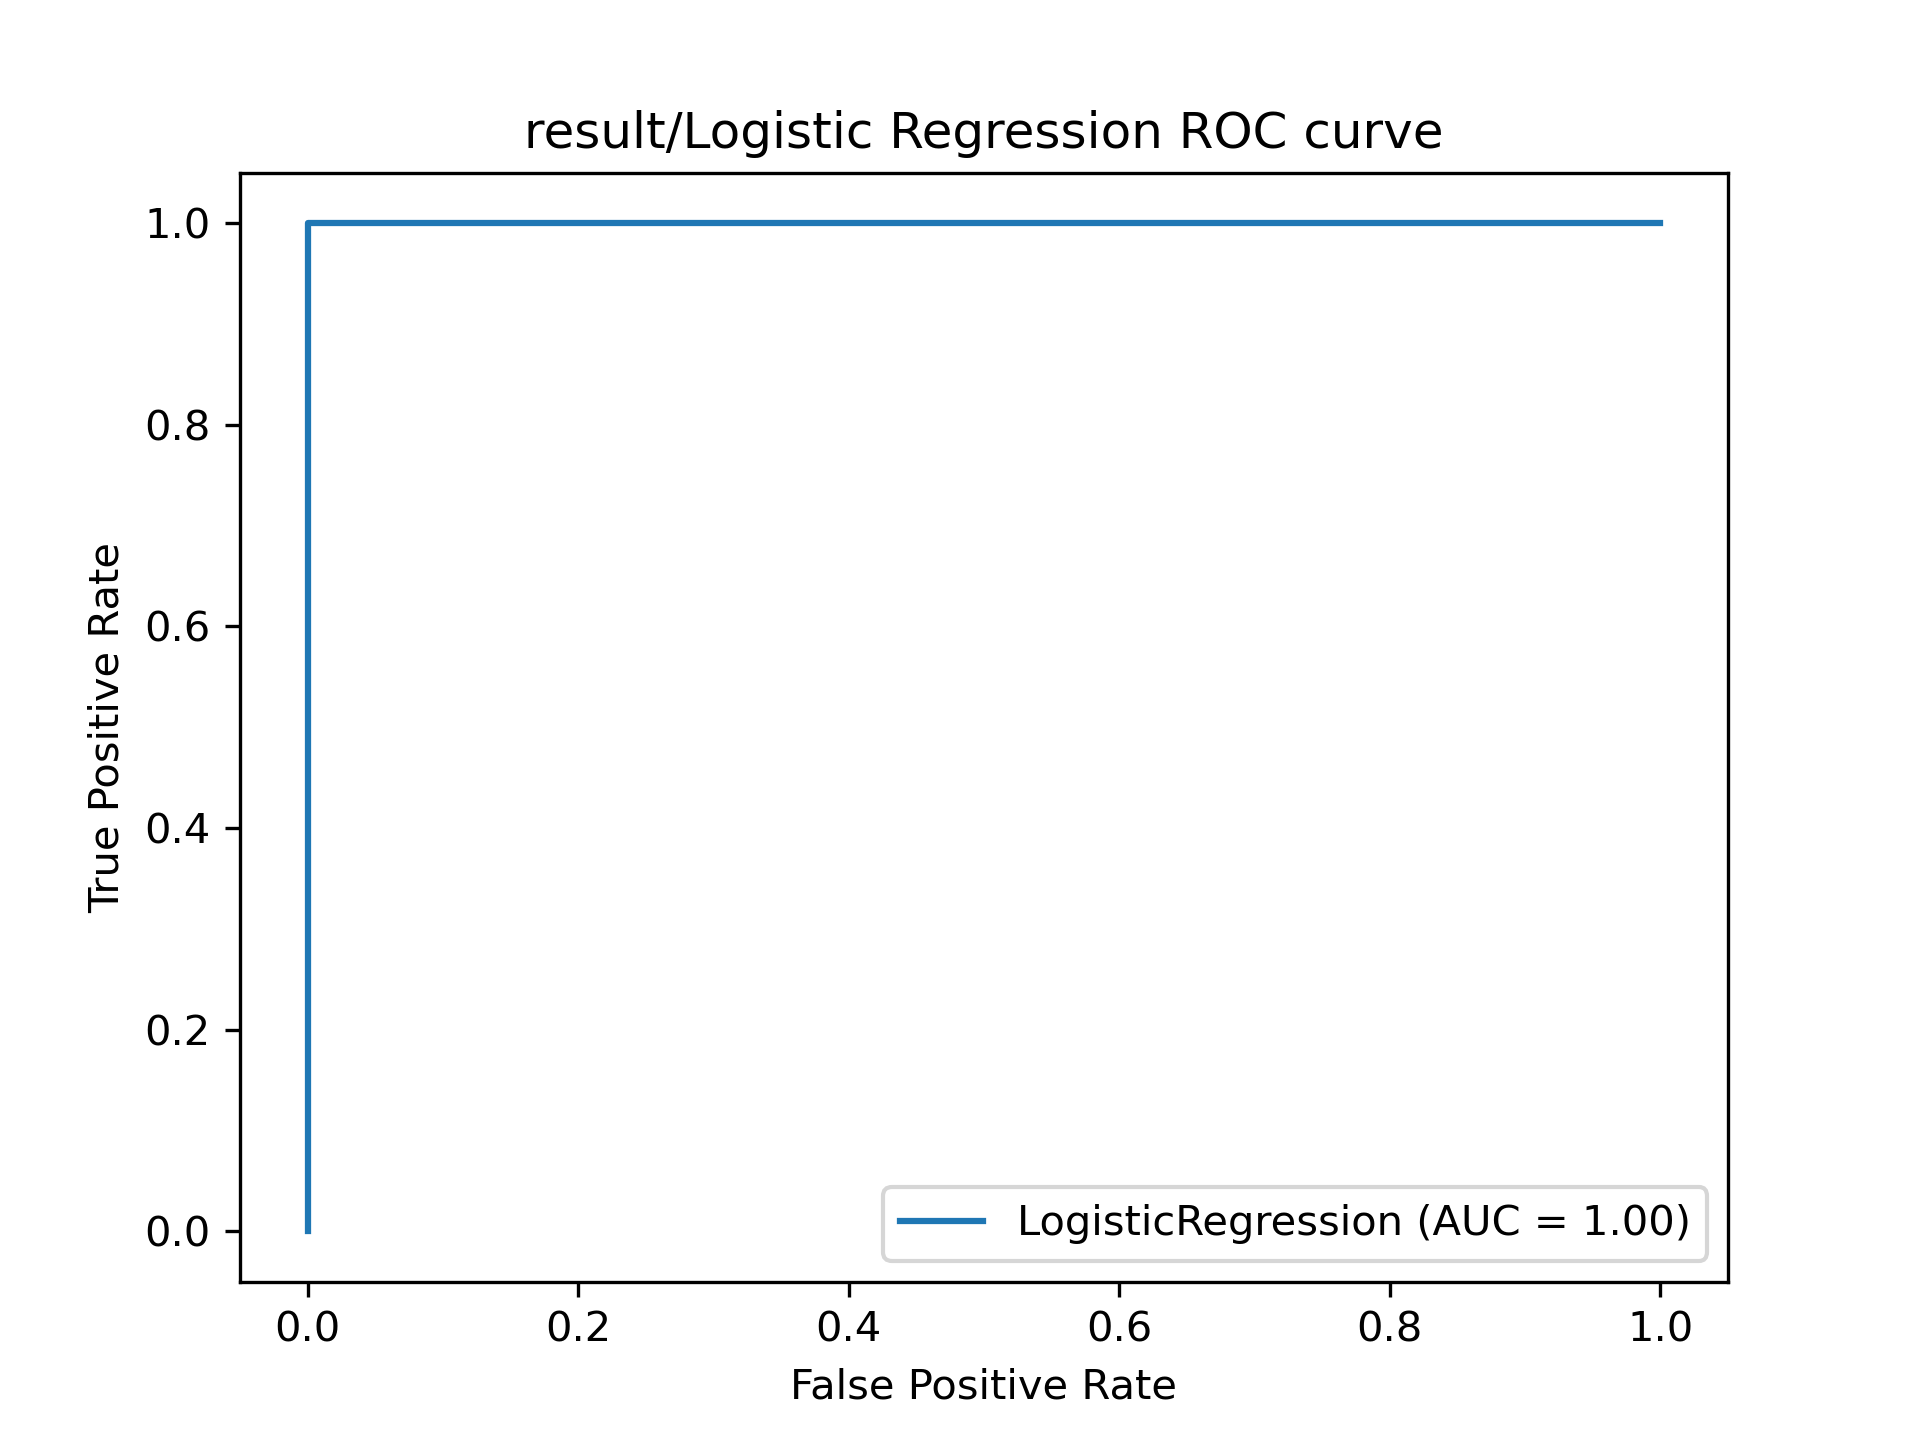 result/Logistic Regression ROC curve
1.0
0.8
0.6
0.4
0.2
0.0
True Positive Rate
LogisticRegression (AUC = 1.00)
0.0 0.2 0.4 0.6 0.8 1.0
False Positive Rate